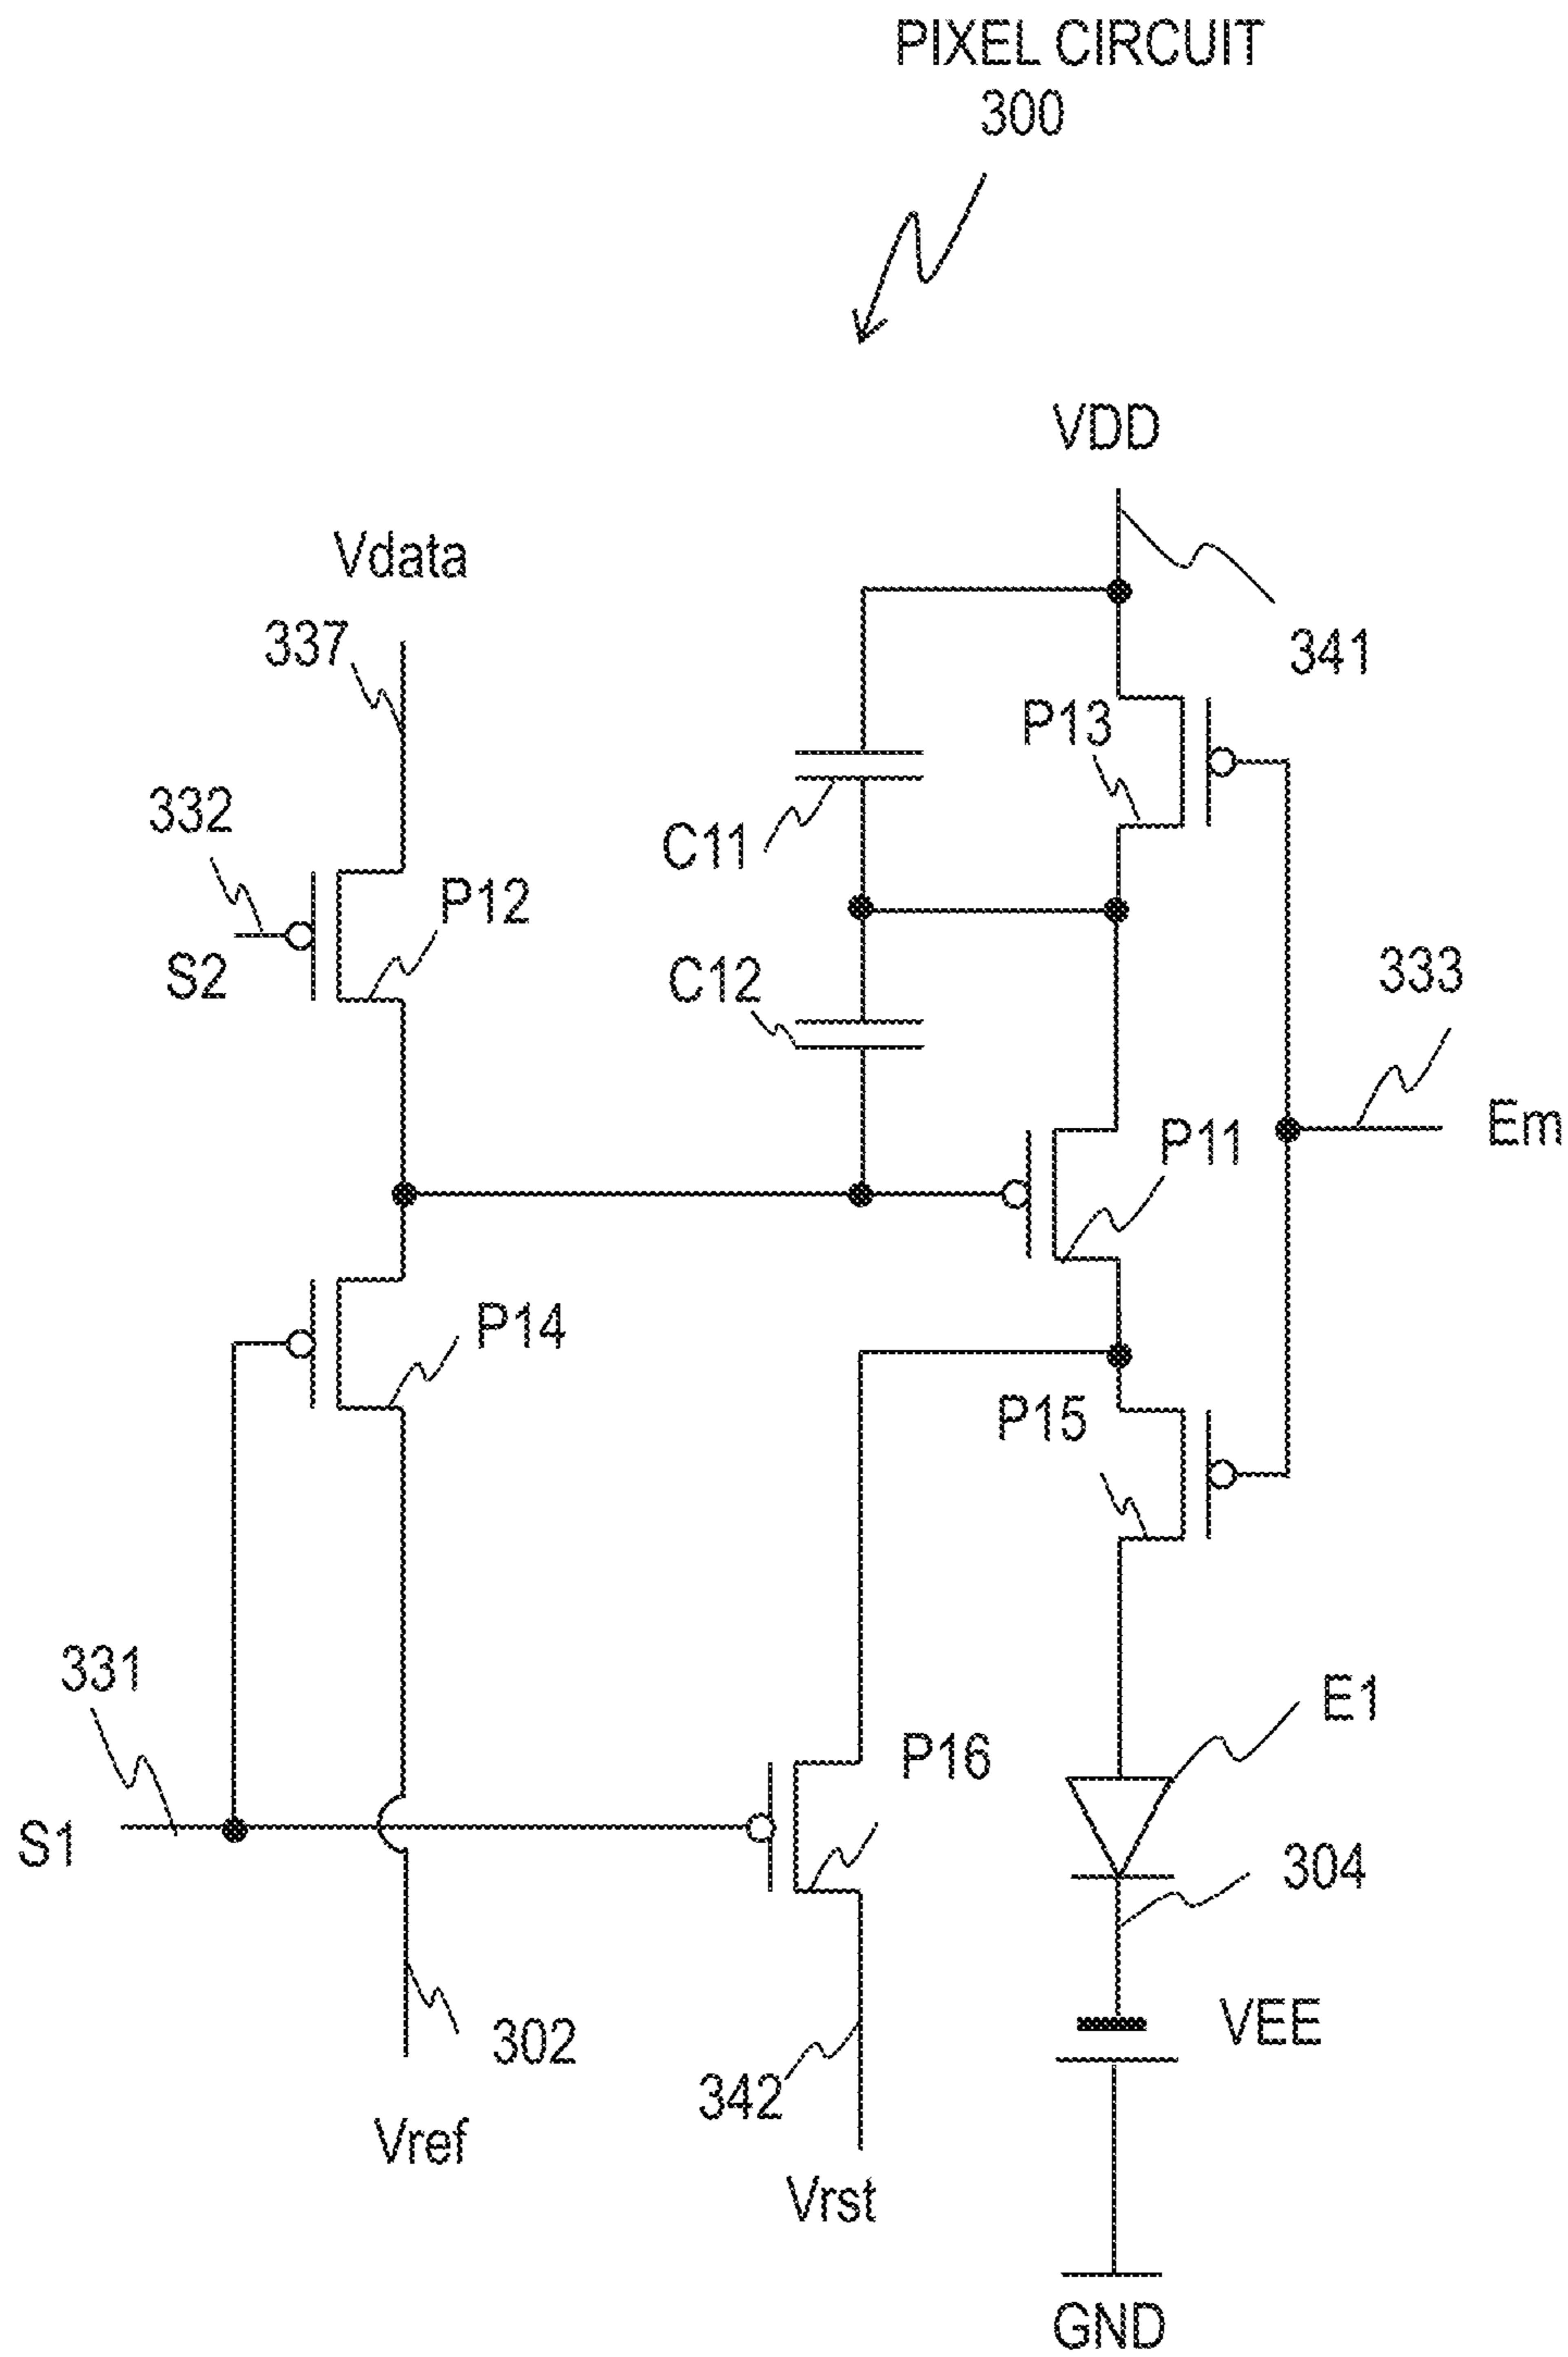 PIXEL CIRCUIT
300
VDD
Vdata
337
341
P13
332
C11
P12
S2
C12
333
Em
P11
P14
P15
331
E1
P16
S1
304
302
VEE
342
Vref
Vrst
GND